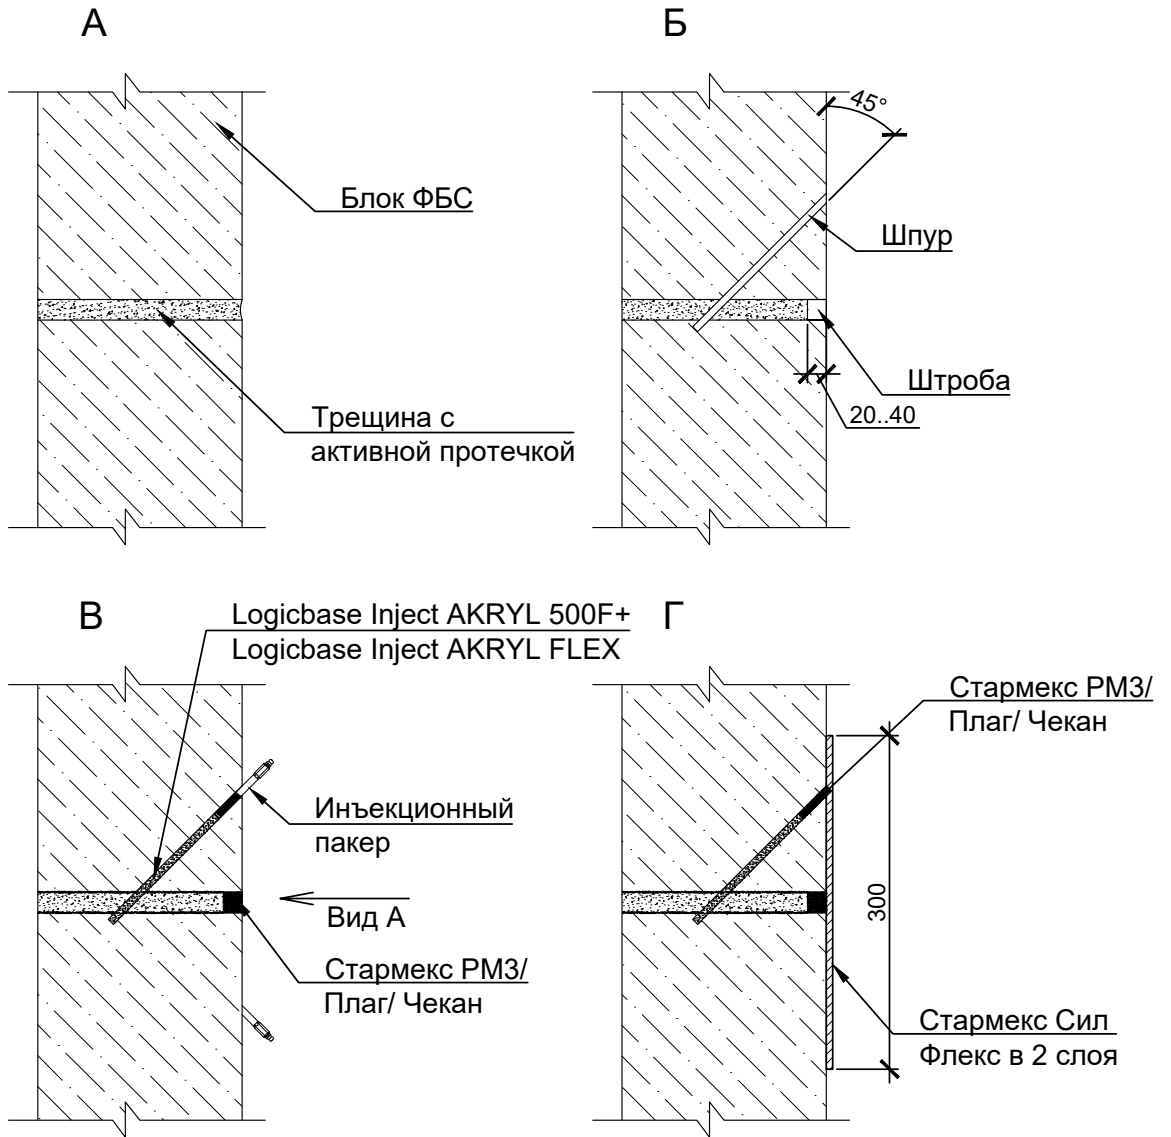 А
Блок ФБС
Трещина с
активной протечкой
Б
45°
Шпур
Штроба
20..40
В
Logicbase Inject AKRYL 500F+
Logicbase Inject AKRYL FLEX
Инъекционный
пакер
Вид А
Стармекс РМ3/
Плаг/ Чекан
Г
Стармекс РМ3/
Плаг/ Чекан
300
Стармекс Сил
Флекс в 2 слоя